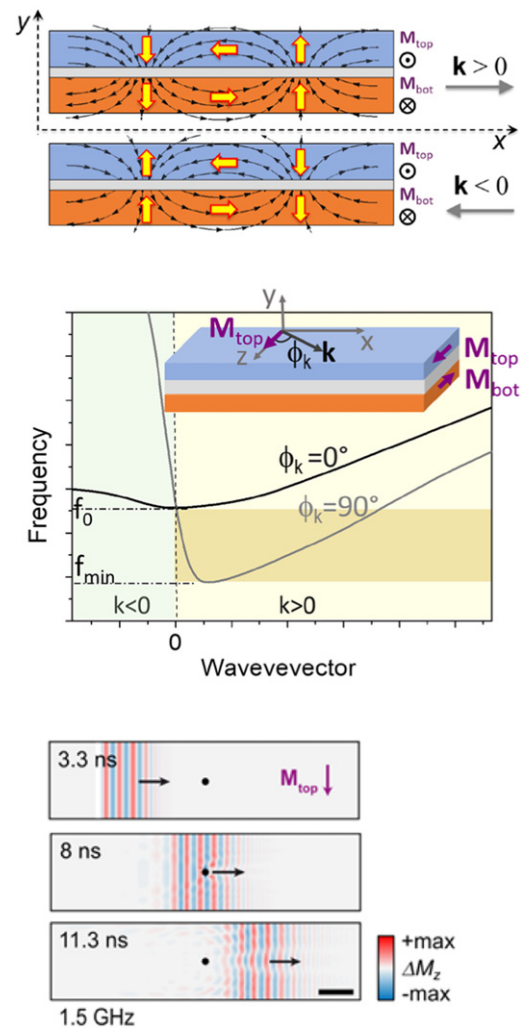 y
M_top
k > 0
M_bot
x
M_top
k < 0
M_bot
y
M_top
x
z
ϕ_k
k
M_top
M_bot
ϕ_k=0°
f_0
ϕ_k=90°
f_min
k<0
k>0
Frequency
0
Wavevevector
3.3 ns
M_top
8 ns
11.3 ns
+max
ΔM_z
-max
1.5 GHz